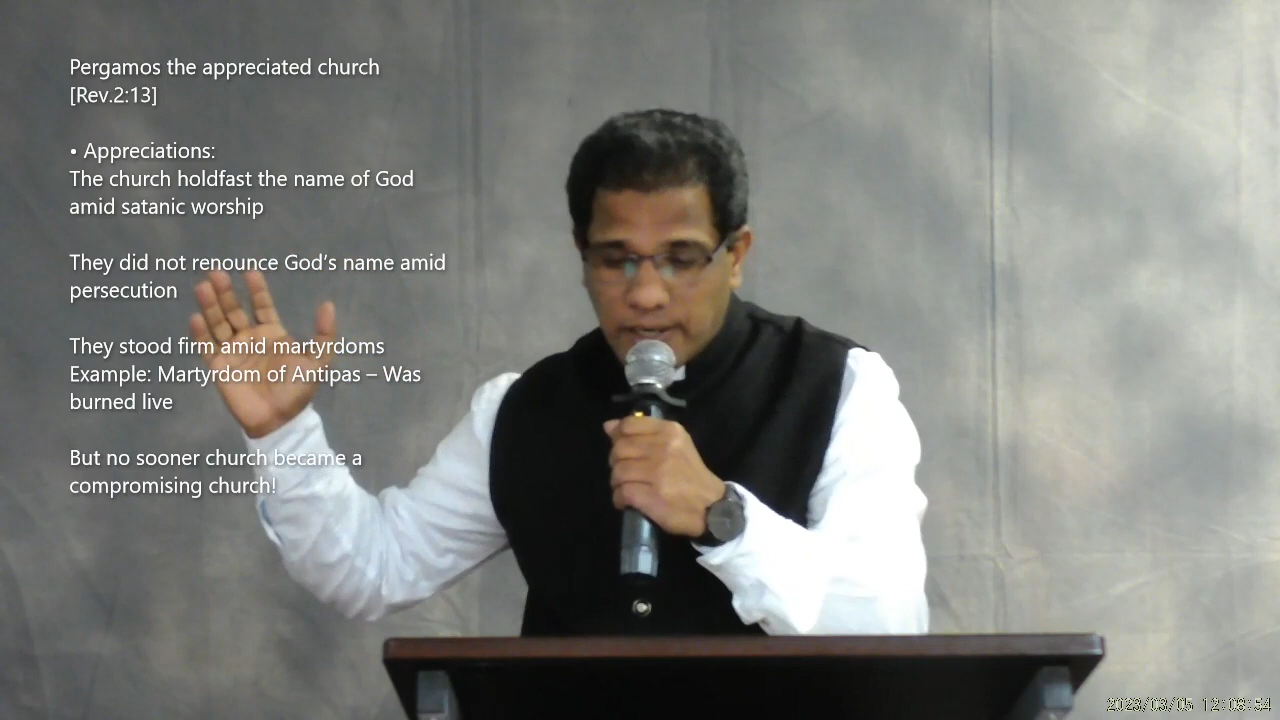 Pergamos the appreciated church
[Rev.2:13]
• Appreciations:
The church holdfast the name of God
amid satanic worship
They did not renounce God's name amid
persecution
They stood firm amid martyrdoms
Example: Martyrdom of Antipas – Was
burned live
But no sooner church became a
compromising church!